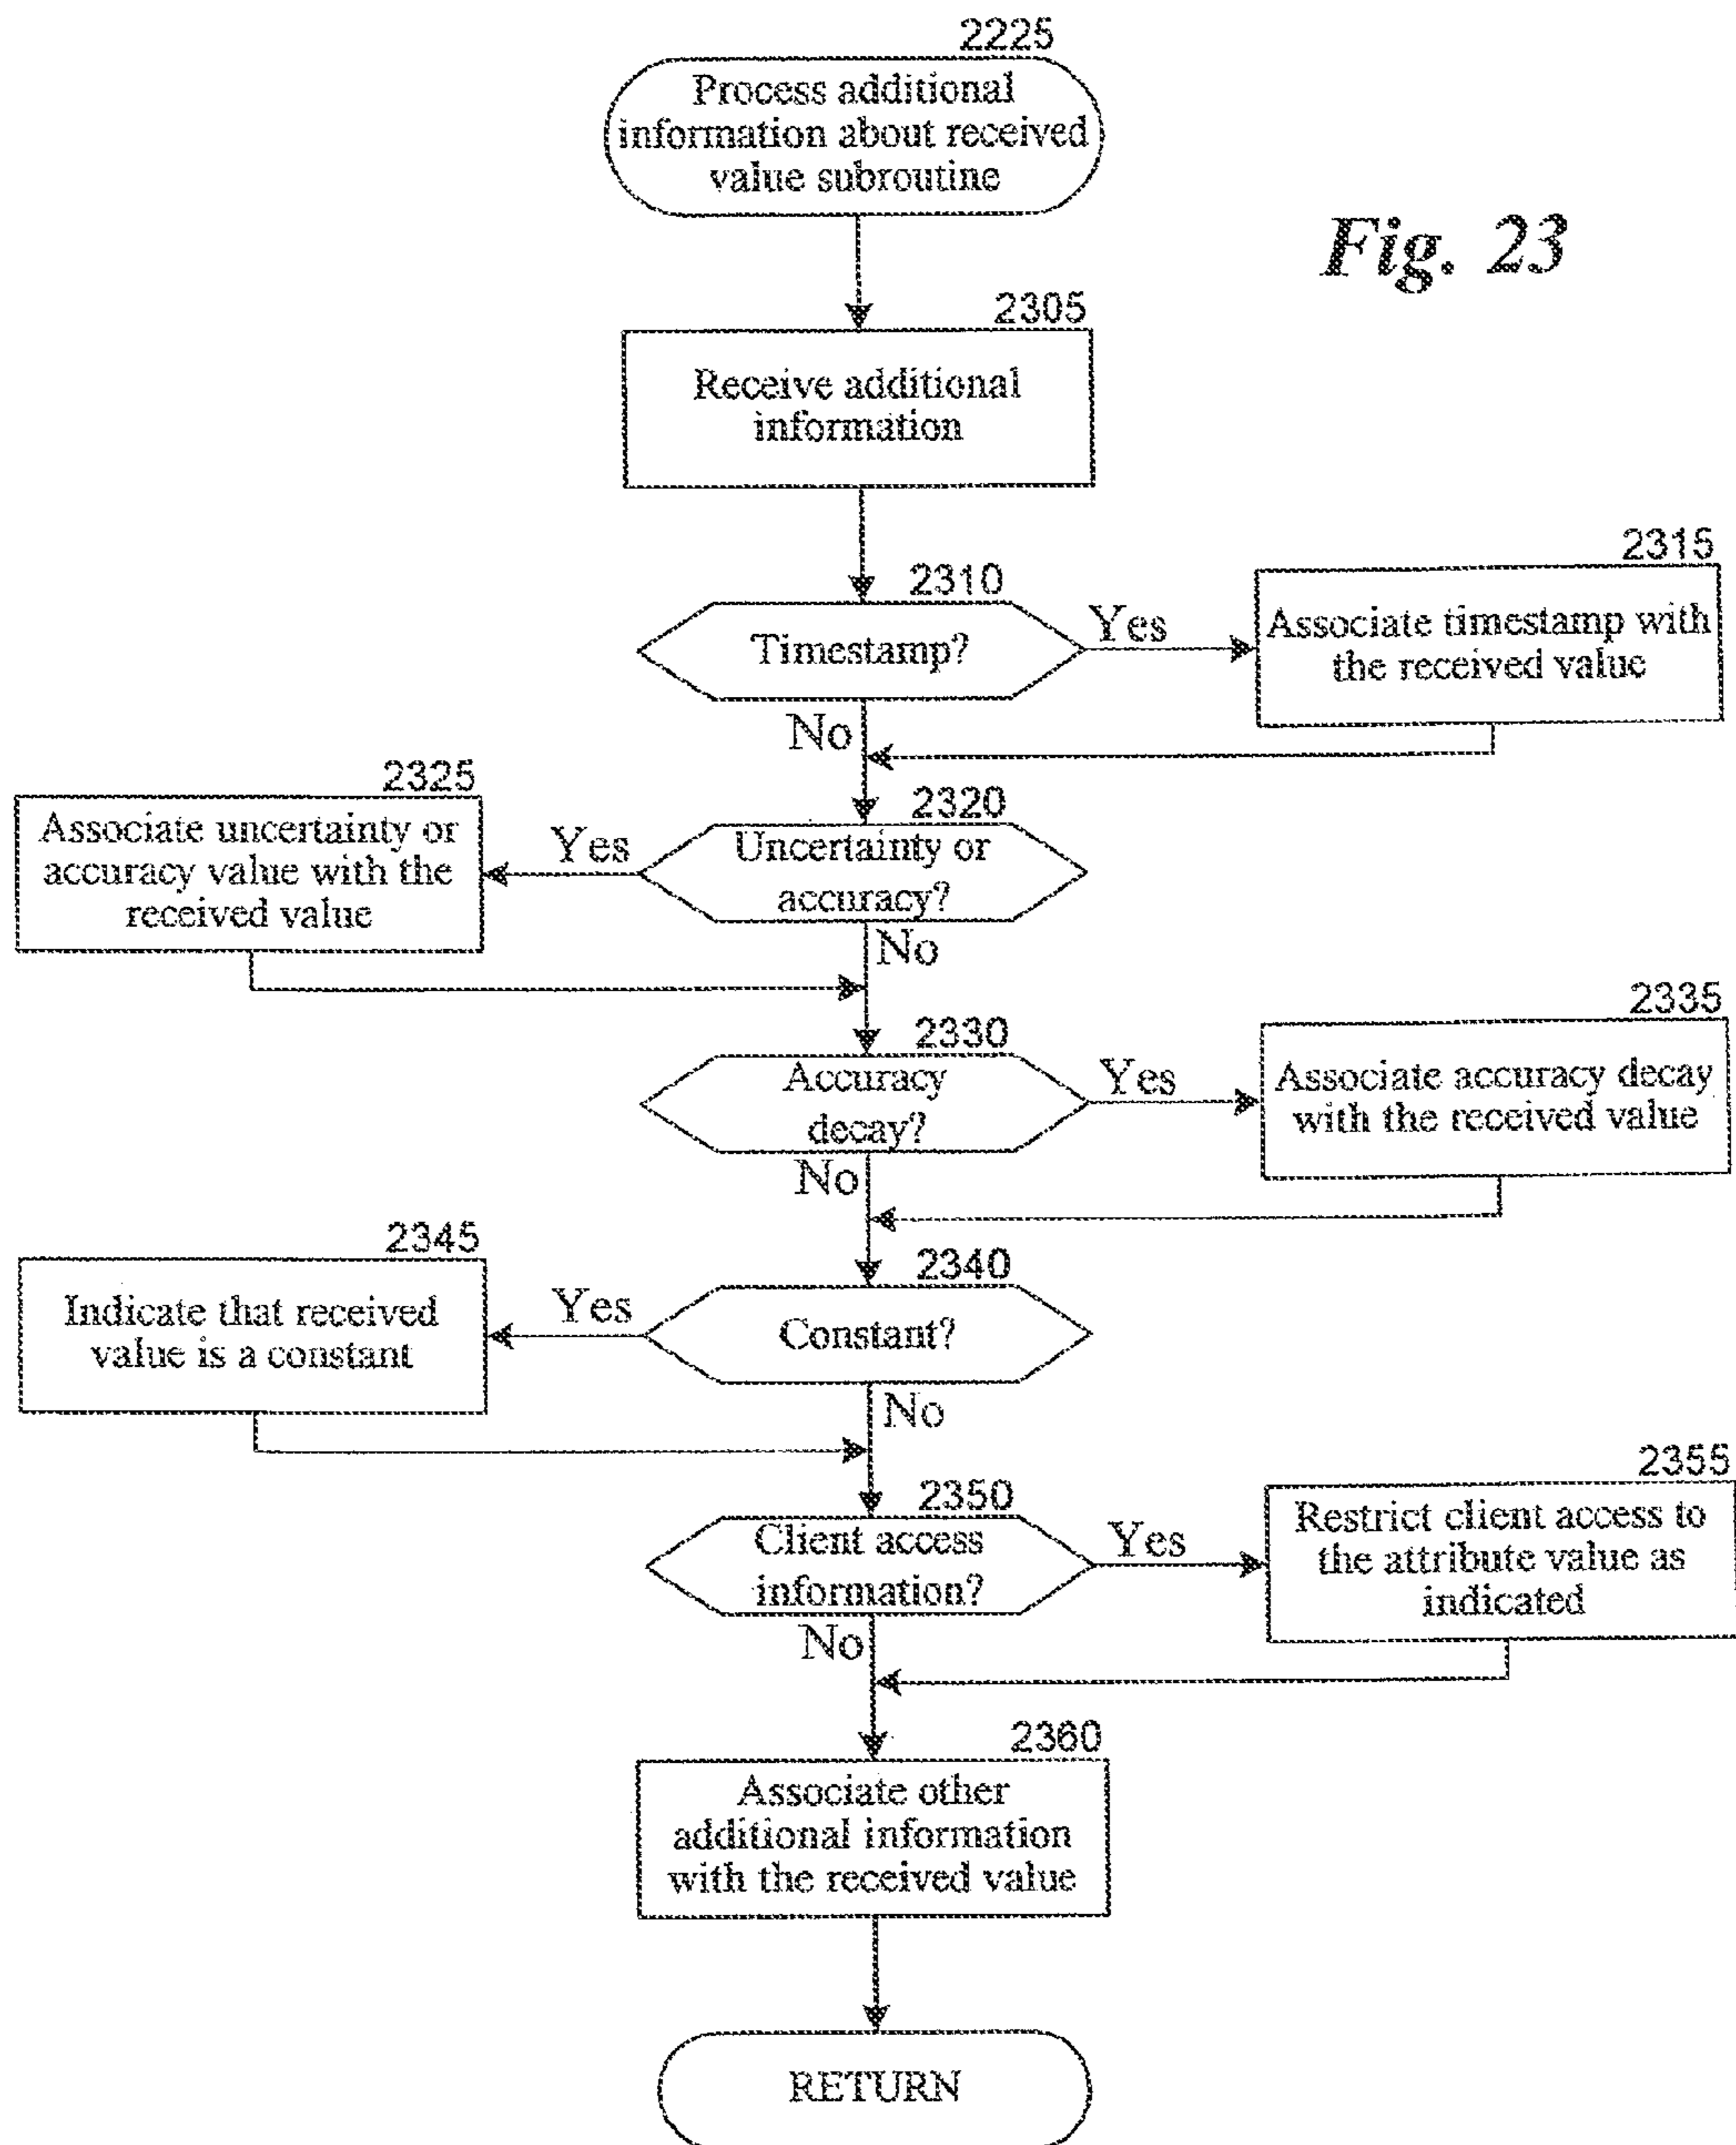 2225
Process additional
information about received
value subroutine
Fig. 23
2305
Receive additional
information
2310
Timestamp?
Yes
No
2315
Associate timestamp with
the received value
2325
Associate uncertainty or
accuracy value with the
received value
2320
Uncertainty or
accuracy?
Yes
No
2330
Accuracy
decay?
Yes
No
2335
Associate accuracy decay
with the received value
2345
Indicate that received
value is a constant
2340
Constant?
Yes
No
2350
Client access
information?
Yes
No
2355
Restrict client access to
the attribute value as
indicated
2360
Associate other
additional information
with the received value
RETURN